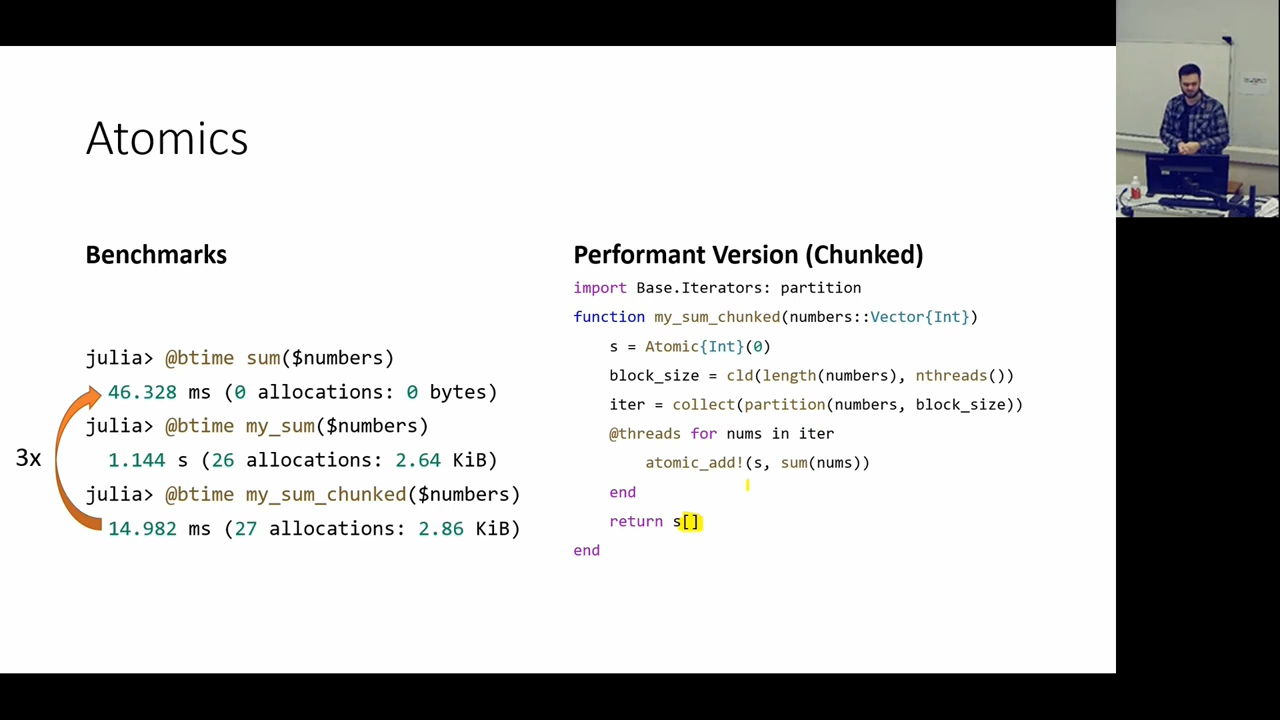 Atomics
Benchmarks
julia> @btime sum($numbers)
46.328 ms (0 allocations: 0 bytes)
julia> @btime my_sum($numbers)
1.144 s (26 allocations: 2.64 KiB)
julia> @btime my_sum_chunked($numbers)
14.982 ms (27 allocations: 2.86 KiB)
3x
Performant Version (Chunked)
import Base.Iterators: partition
function my_sum_chunked(numbers::Vector{Int})
s = Atomic{Int}(0)
block_size = cld(length(numbers), nthreads())
iter = collect(partition(numbers, block_size))
@threads for nums in iter
atomic_add!(s, sum(nums))
end
return s[]
end